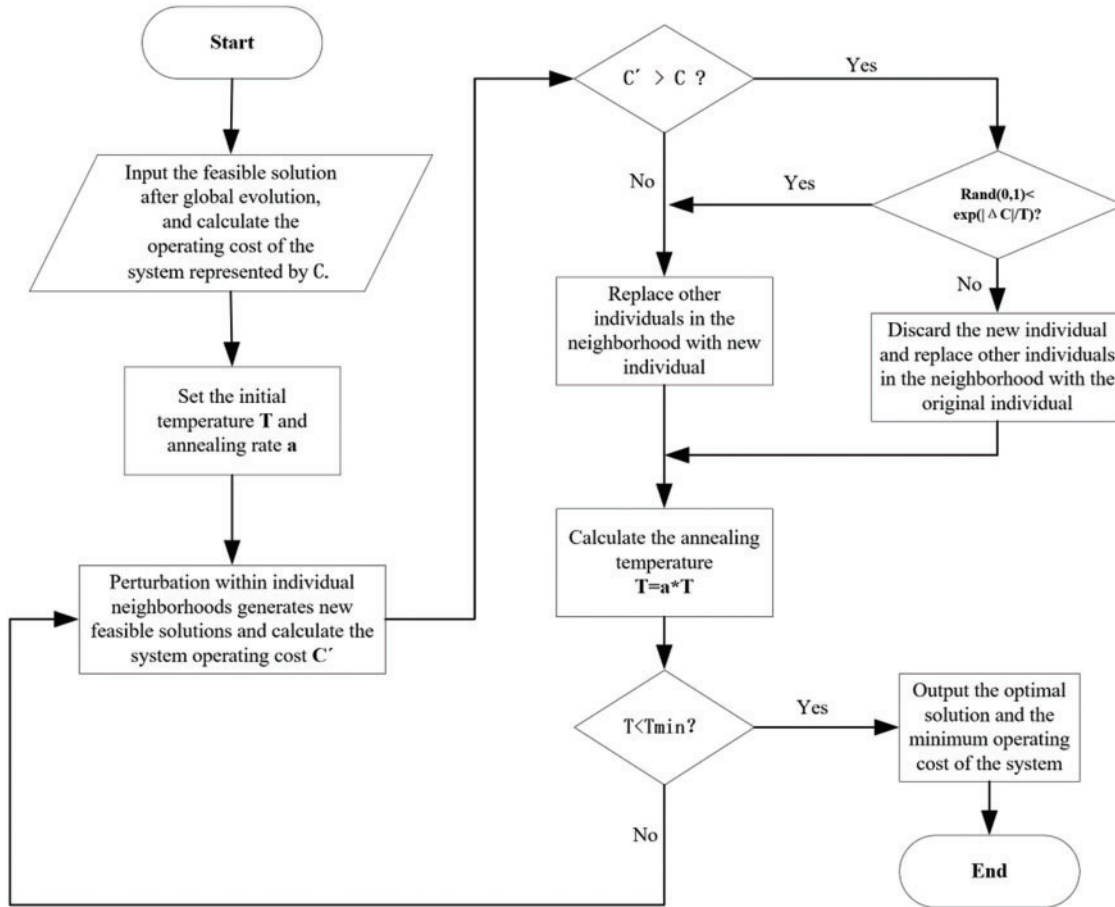 Start
Input the feasible solution
after global evolution,
and calculate the
operating cost of the
system represented by C.
Set the initial
temperature T and
annealing rate a
Perturbation within individual
neighborhoods generates new
feasible solutions and calculate the
system operating cost C′
C′ > C ?
Yes
No
Rand(0,1)<
exp(|ΔC|/T)?
Yes
No
Replace other
individuals in the
neighborhood with new
individual
Discard the new individual
and replace other individuals
in the neighborhood with the
original individual
Calculate the annealing
temperature
T=a*T
T<Tmin?
Yes
No
Output the optimal
solution and the
minimum operating
cost of the system
End